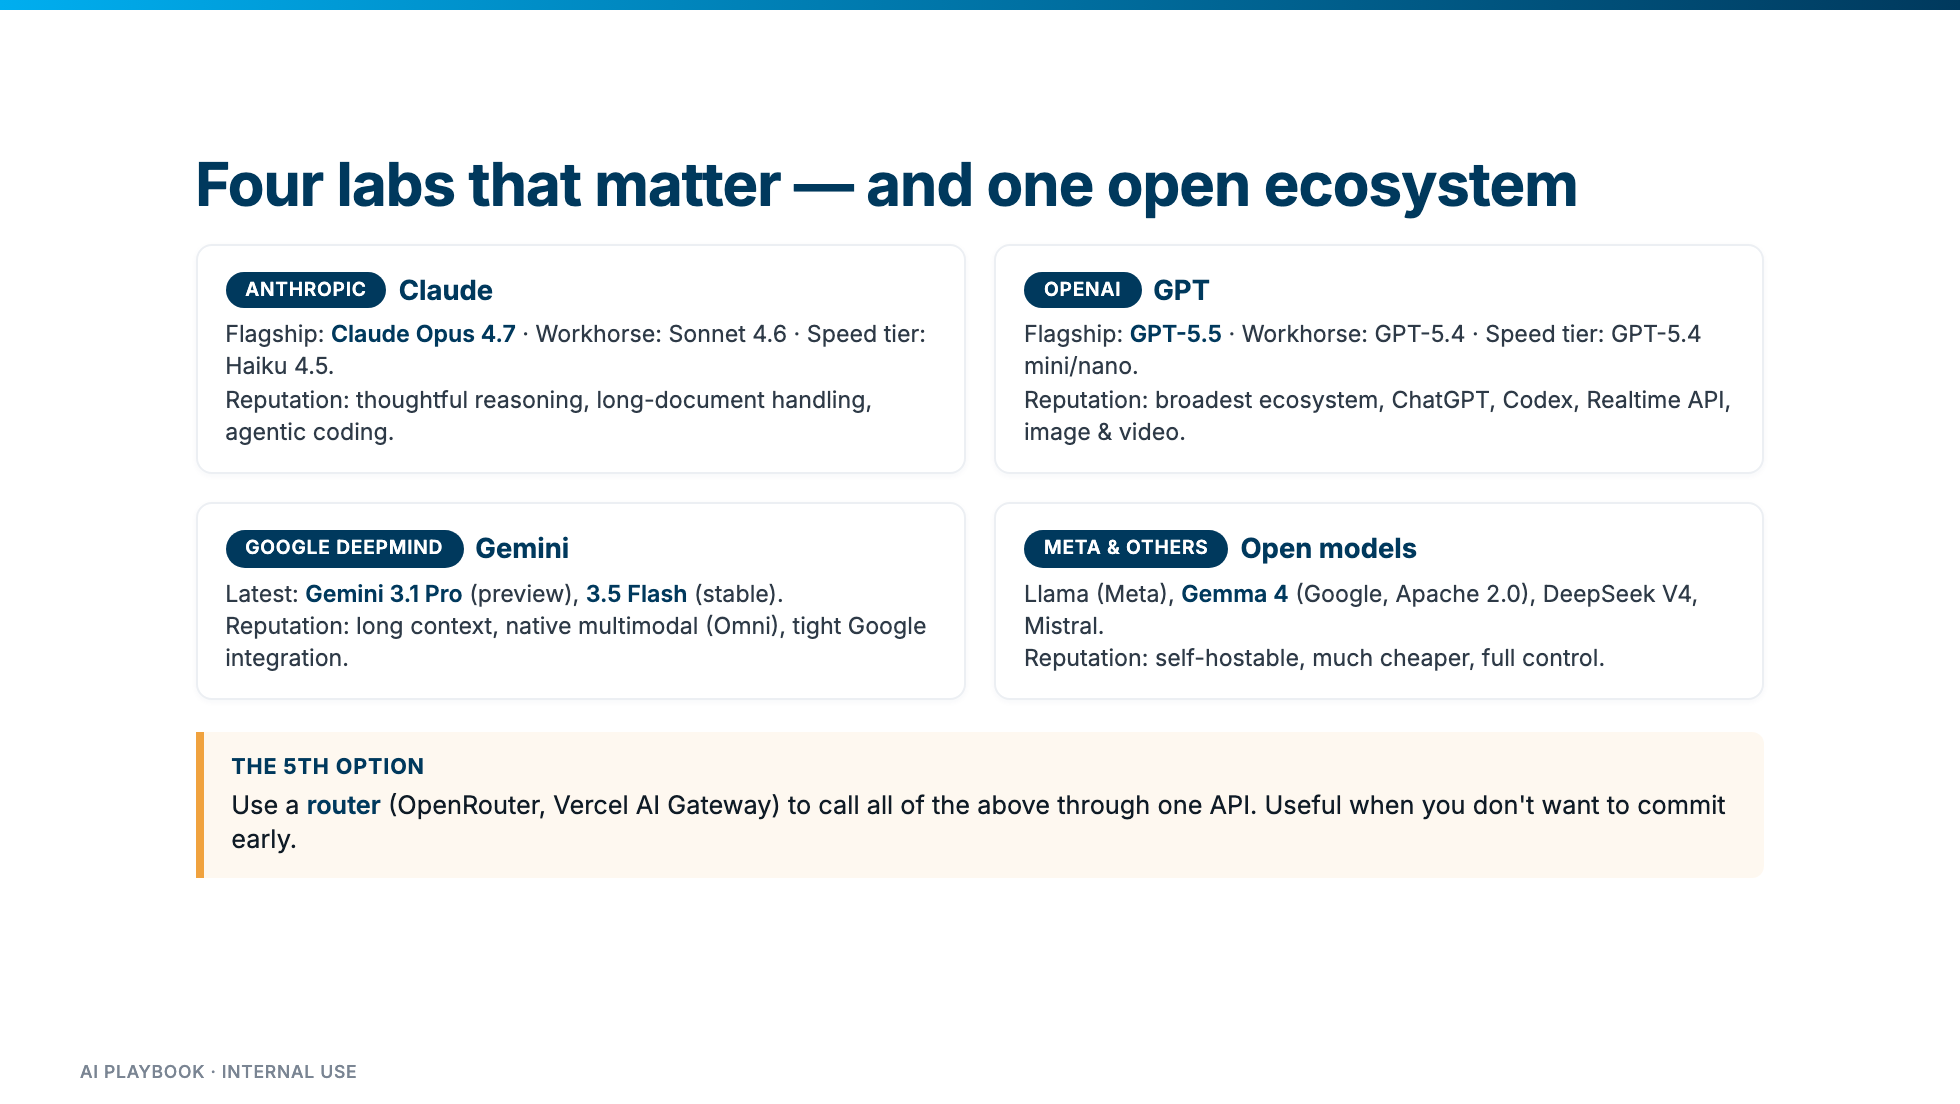 Four labs that matter — and one open ecosystem
ANTHROPIC Claude
Flagship: Claude Opus 4.7 · Workhorse: Sonnet 4.6 · Speed tier:
Haiku 4.5.
Reputation: thoughtful reasoning, long-document handling,
agentic coding.
OPENAI GPT
Flagship: GPT-5.5 · Workhorse: GPT-5.4 · Speed tier: GPT-5.4
mini/nano.
Reputation: broadest ecosystem, ChatGPT, Codex, Realtime API,
image & video.
GOOGLE DEEPMIND Gemini
Latest: Gemini 3.1 Pro (preview), 3.5 Flash (stable).
Reputation: long context, native multimodal (Omni), tight Google
integration.
META & OTHERS Open models
Llama (Meta), Gemma 4 (Google, Apache 2.0), DeepSeek V4,
Mistral.
Reputation: self-hostable, much cheaper, full control.
THE 5TH OPTION
Use a router (OpenRouter, Vercel AI Gateway) to call all of the above through one API. Useful when you don't want to commit
early.
AI PLAYBOOK · INTERNAL USE